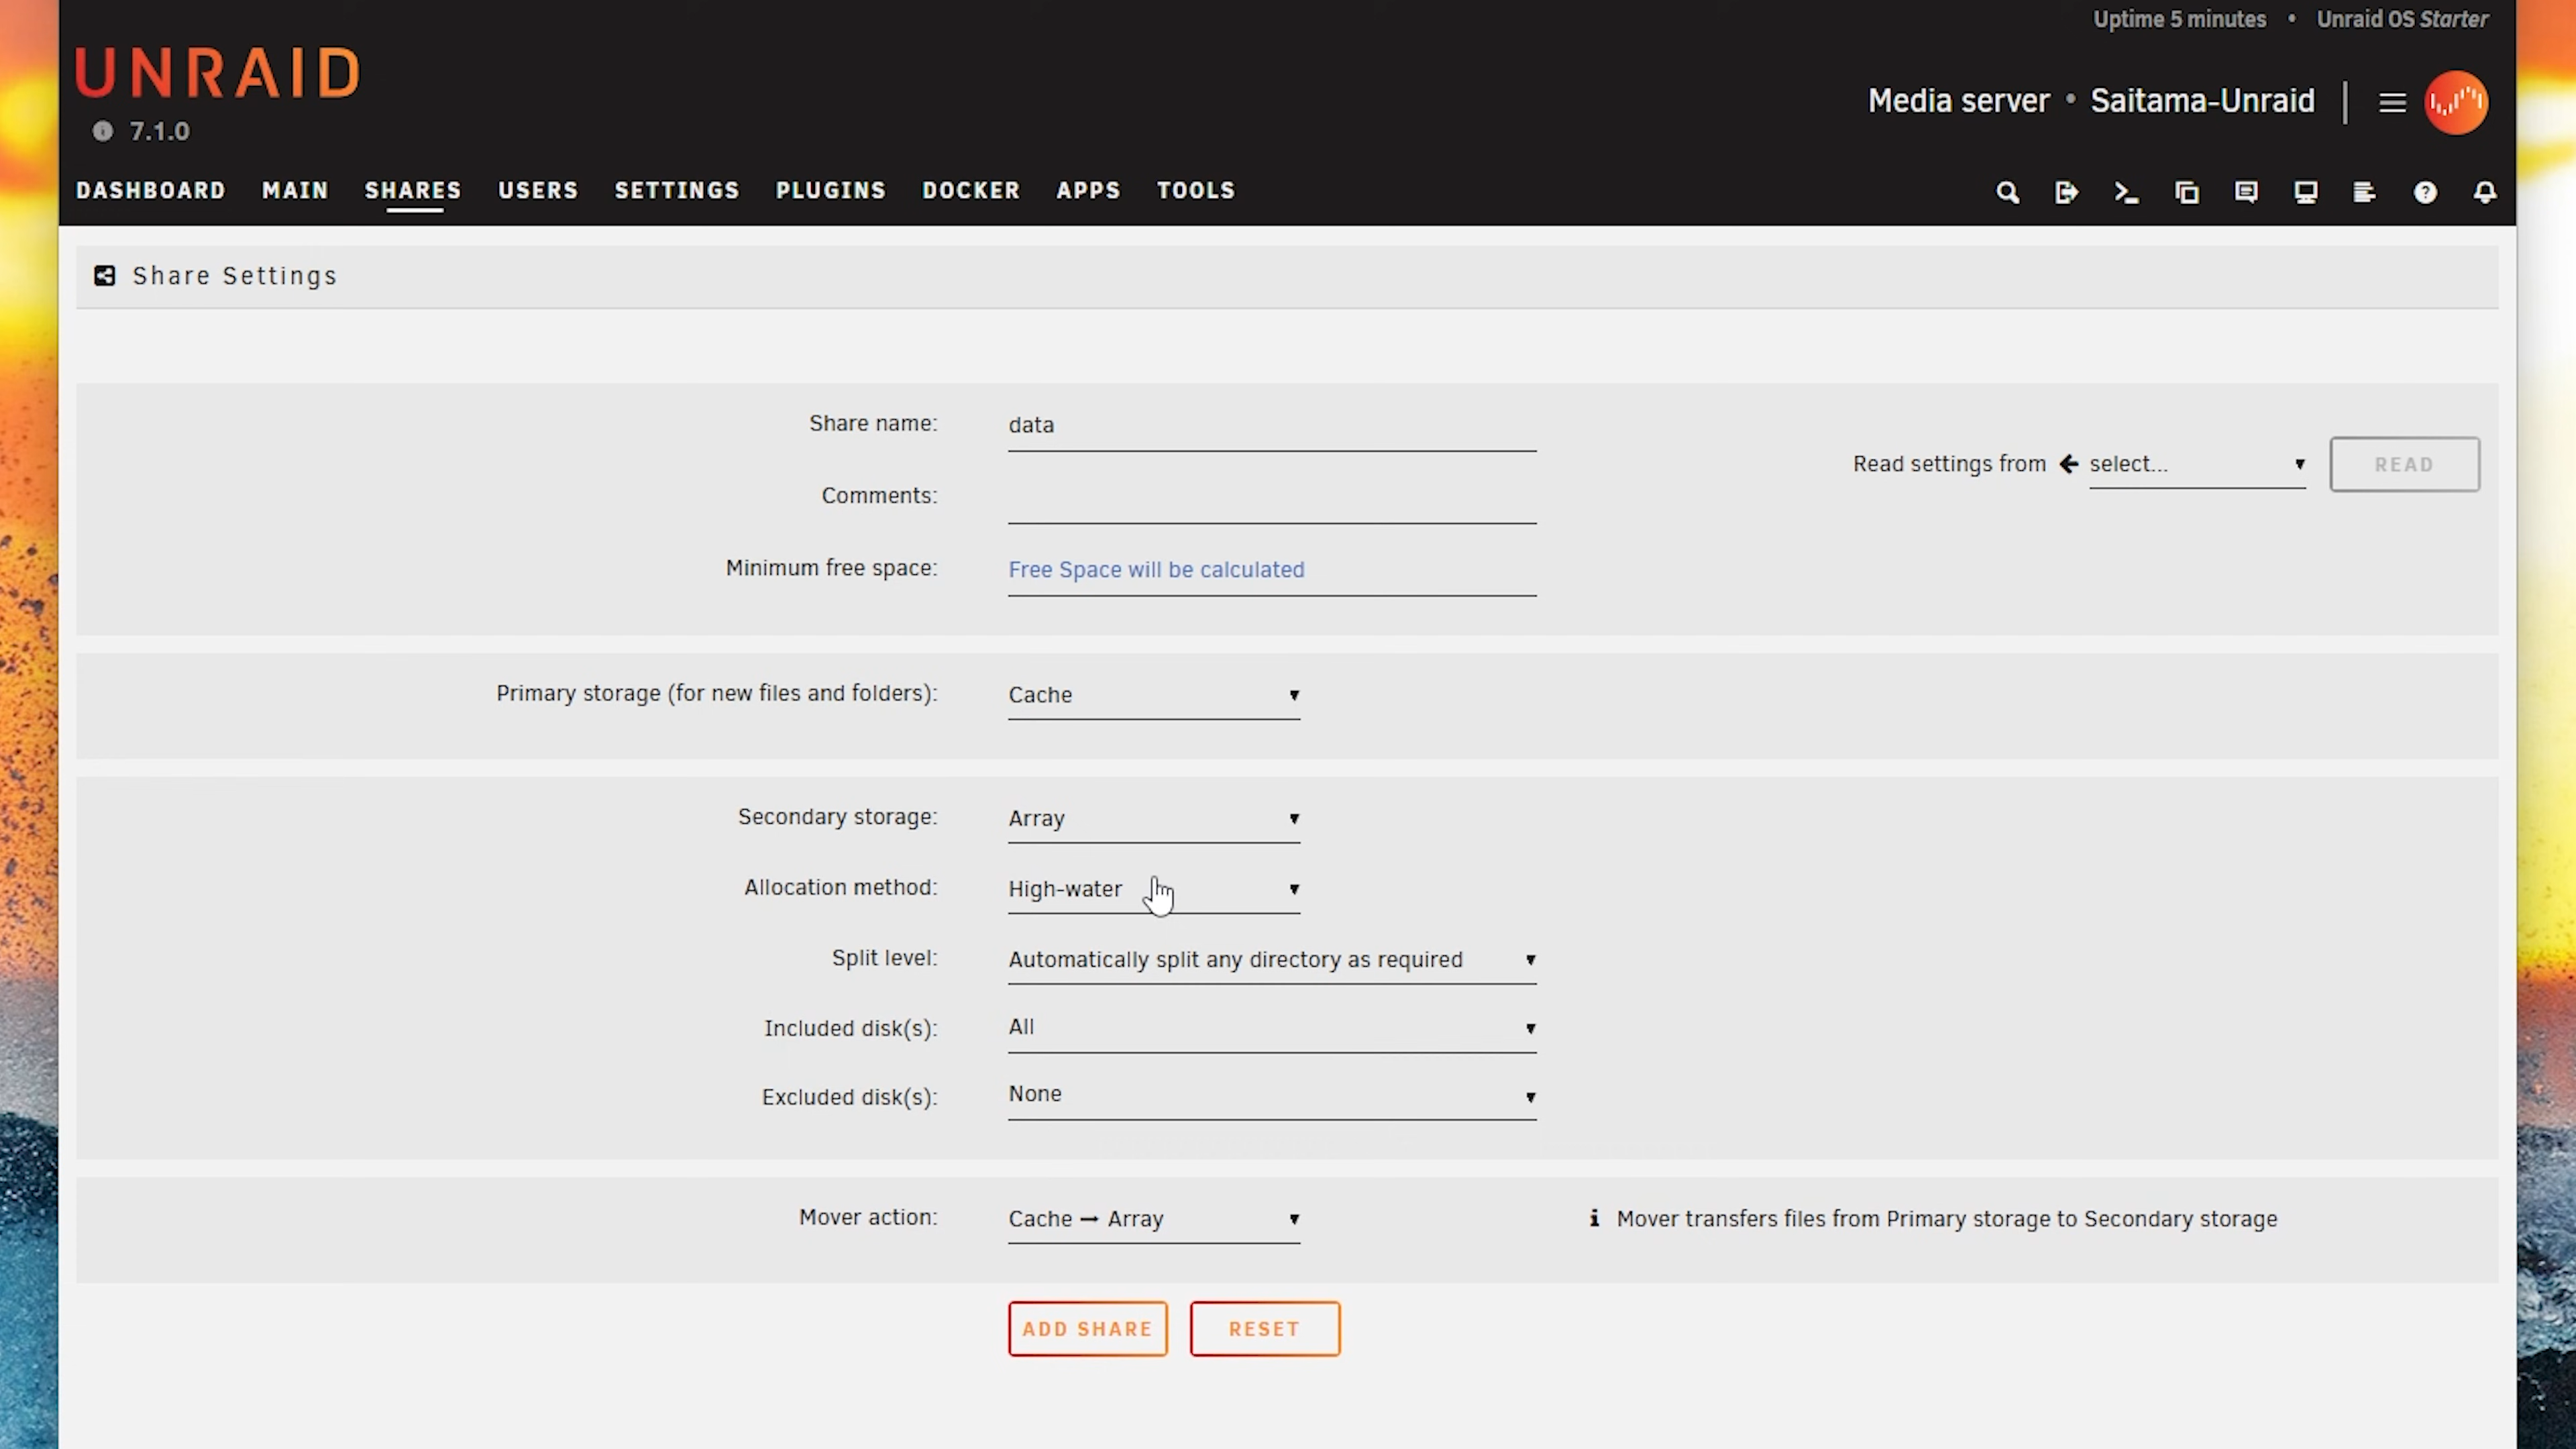 Uptime 5 minutes • Unraid OS Starter
UNRAID
7.1.0
Media server • Saitama-Unraid
DASHBOARD MAIN SHARES USERS SETTINGS PLUGINS DOCKER APPS TOOLS
Share Settings
Share name: data
Read settings from select... READ
Comments:
Minimum free space: Free Space will be calculated
Primary storage (for new files and folders): Cache
Secondary storage: Array
Allocation method: High-water
Split level: Automatically split any directory as required
Included disk(s): All
Excluded disk(s): None
Mover action: Cache → Array
Mover transfers files from Primary storage to Secondary storage
ADD SHARE RESET